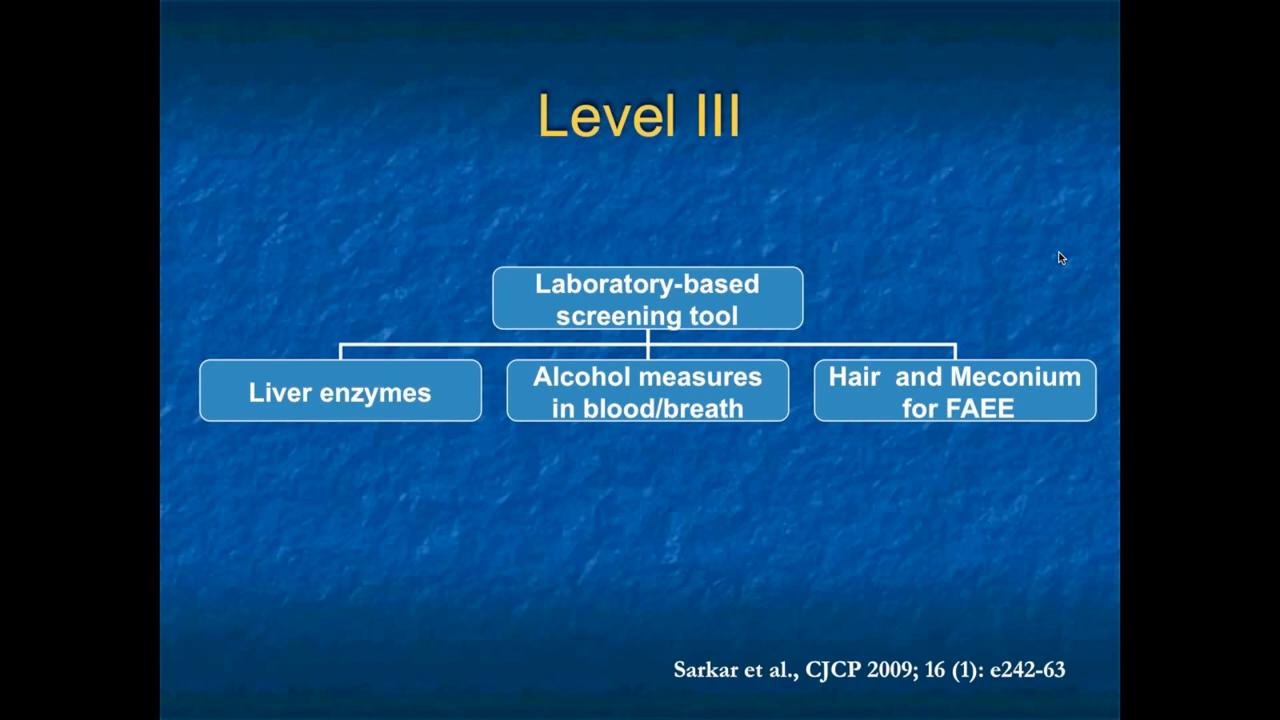 Level III
Laboratory-based
screening tool
Liver enzymes
Alcohol measures
in blood/breath
Hair and Meconium
for FAEE
Sarkar et al., CJCP 2009; 16 (1): e242-63